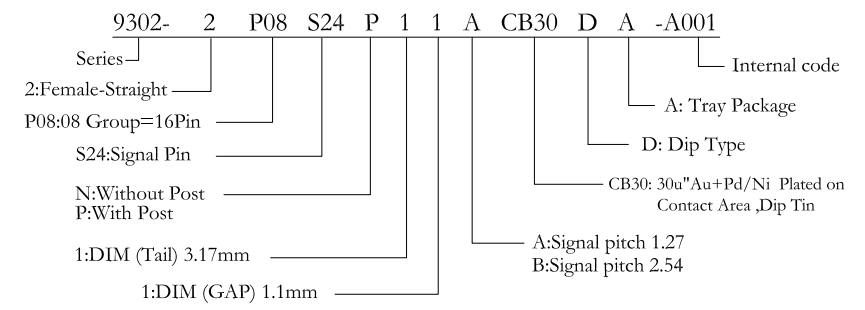 9302- 2 P08 S24 P 1 1 A CB30 D A -A001
Series
Internal code
2:Female-Straight
A: Tray Package
P08:08 Group=16Pin
D: Dip Type
S24:Signal Pin
CB30: 30u"Au+Pd/Ni Plated on
Contact Area ,Dip Tin
N:Without Post
P:With Post
A:Signal pitch 1.27
B:Signal pitch 2.54
1:DIM (Tail) 3.17mm
1:DIM (GAP) 1.1mm